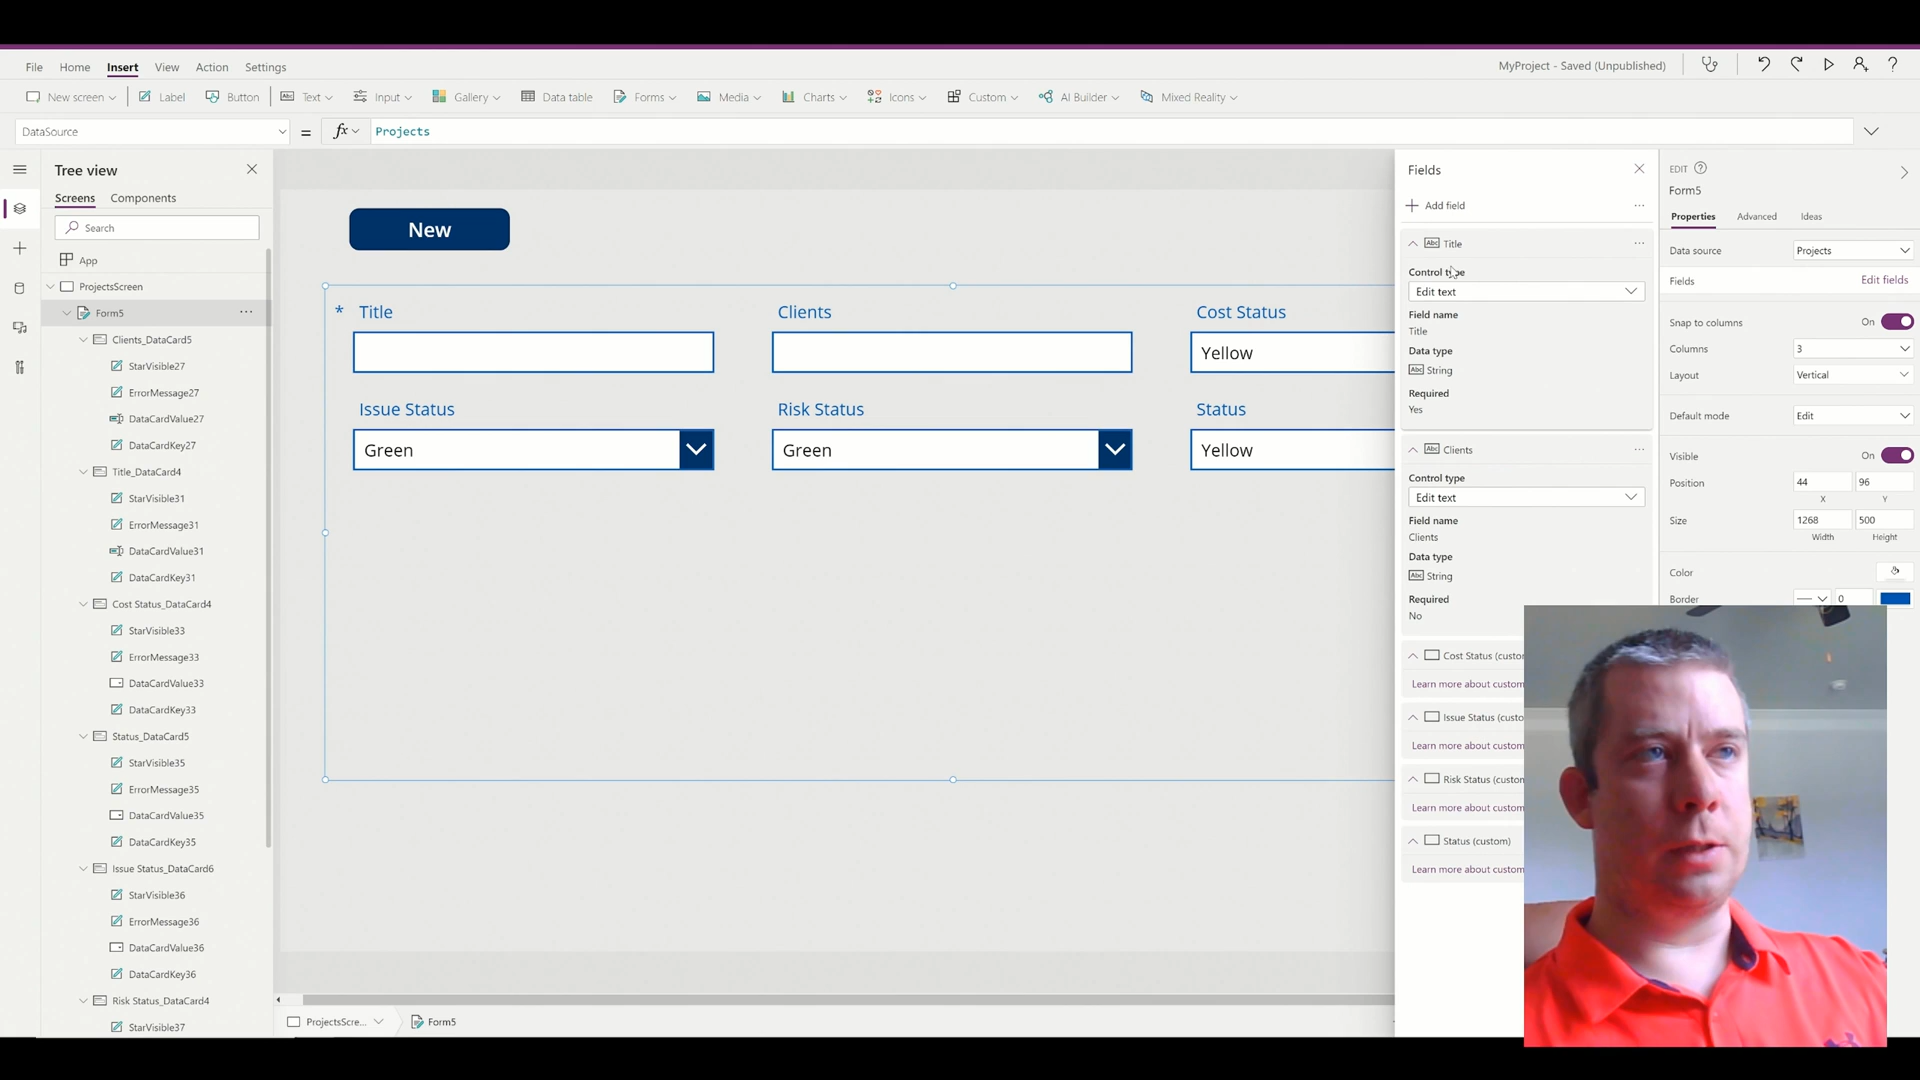 File Home Insert View Action Settings
MyProject - Saved (Unpublished)
New screen Label Button Text Input Gallery Data table Forms Media Charts Icons Custom AI Builder Mixed Reality
DataSource = fx Projects
Tree view
Screens Components
Search
App
ProjectsScreen
Form5
Clients_DataCard5
StarVisible27
ErrorMessage27
DataCardValue27
DataCardKey27
Title_DataCard4
StarVisible31
ErrorMessage31
DataCardValue31
DataCardKey31
Cost Status_DataCard4
StarVisible33
ErrorMessage33
DataCardValue33
DataCardKey33
Status_DataCard5
StarVisible35
ErrorMessage35
DataCardValue35
DataCardKey35
Issue Status_DataCard6
StarVisible36
ErrorMessage36
DataCardValue36
DataCardKey36
Risk Status_DataCard4
StarVisible37
New
* Title Clients Cost Status
Yellow
Issue Status Risk Status Status
Green Green Yellow
ProjectsScre... Form5
Fields
Add field
Abc Title
Control type
Edit text
Field name
Title
Data type
Abc String
Required
Yes
Abc Clients
Control type
Edit text
Field name
Clients
Data type
Abc String
Required
No
Cost Status (custo
Learn more about custom
Issue Status (custo
Learn more about custom
Risk Status (custo
Learn more about custom
Status (custom)
Learn more about custom
EDIT ?
Form5
Properties Advanced Ideas
Data source Projects
Fields Edit fields
Snap to columns On
Columns 3
Layout Vertical
Default mode Edit
Visible On
Position 44 96
X Y
Size 1268 500
Width Height
Color
Border 0